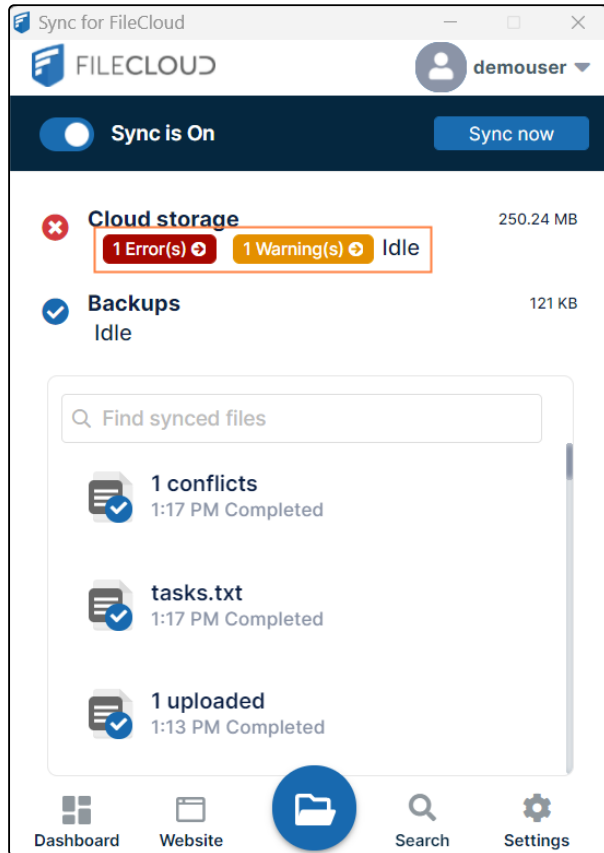 Sync for FileCloud
FILECLOUD
demouser
Sync is On
Sync now
Cloud storage
250.24 MB
1 Error(s)
1 Warning(s)
Idle
Backups
121 KB
Idle
Find synced files
1 conflicts
1:17 PM Completed
tasks.txt
1:17 PM Completed
1 uploaded
1:13 PM Completed
Dashboard
Website
Search
Settings